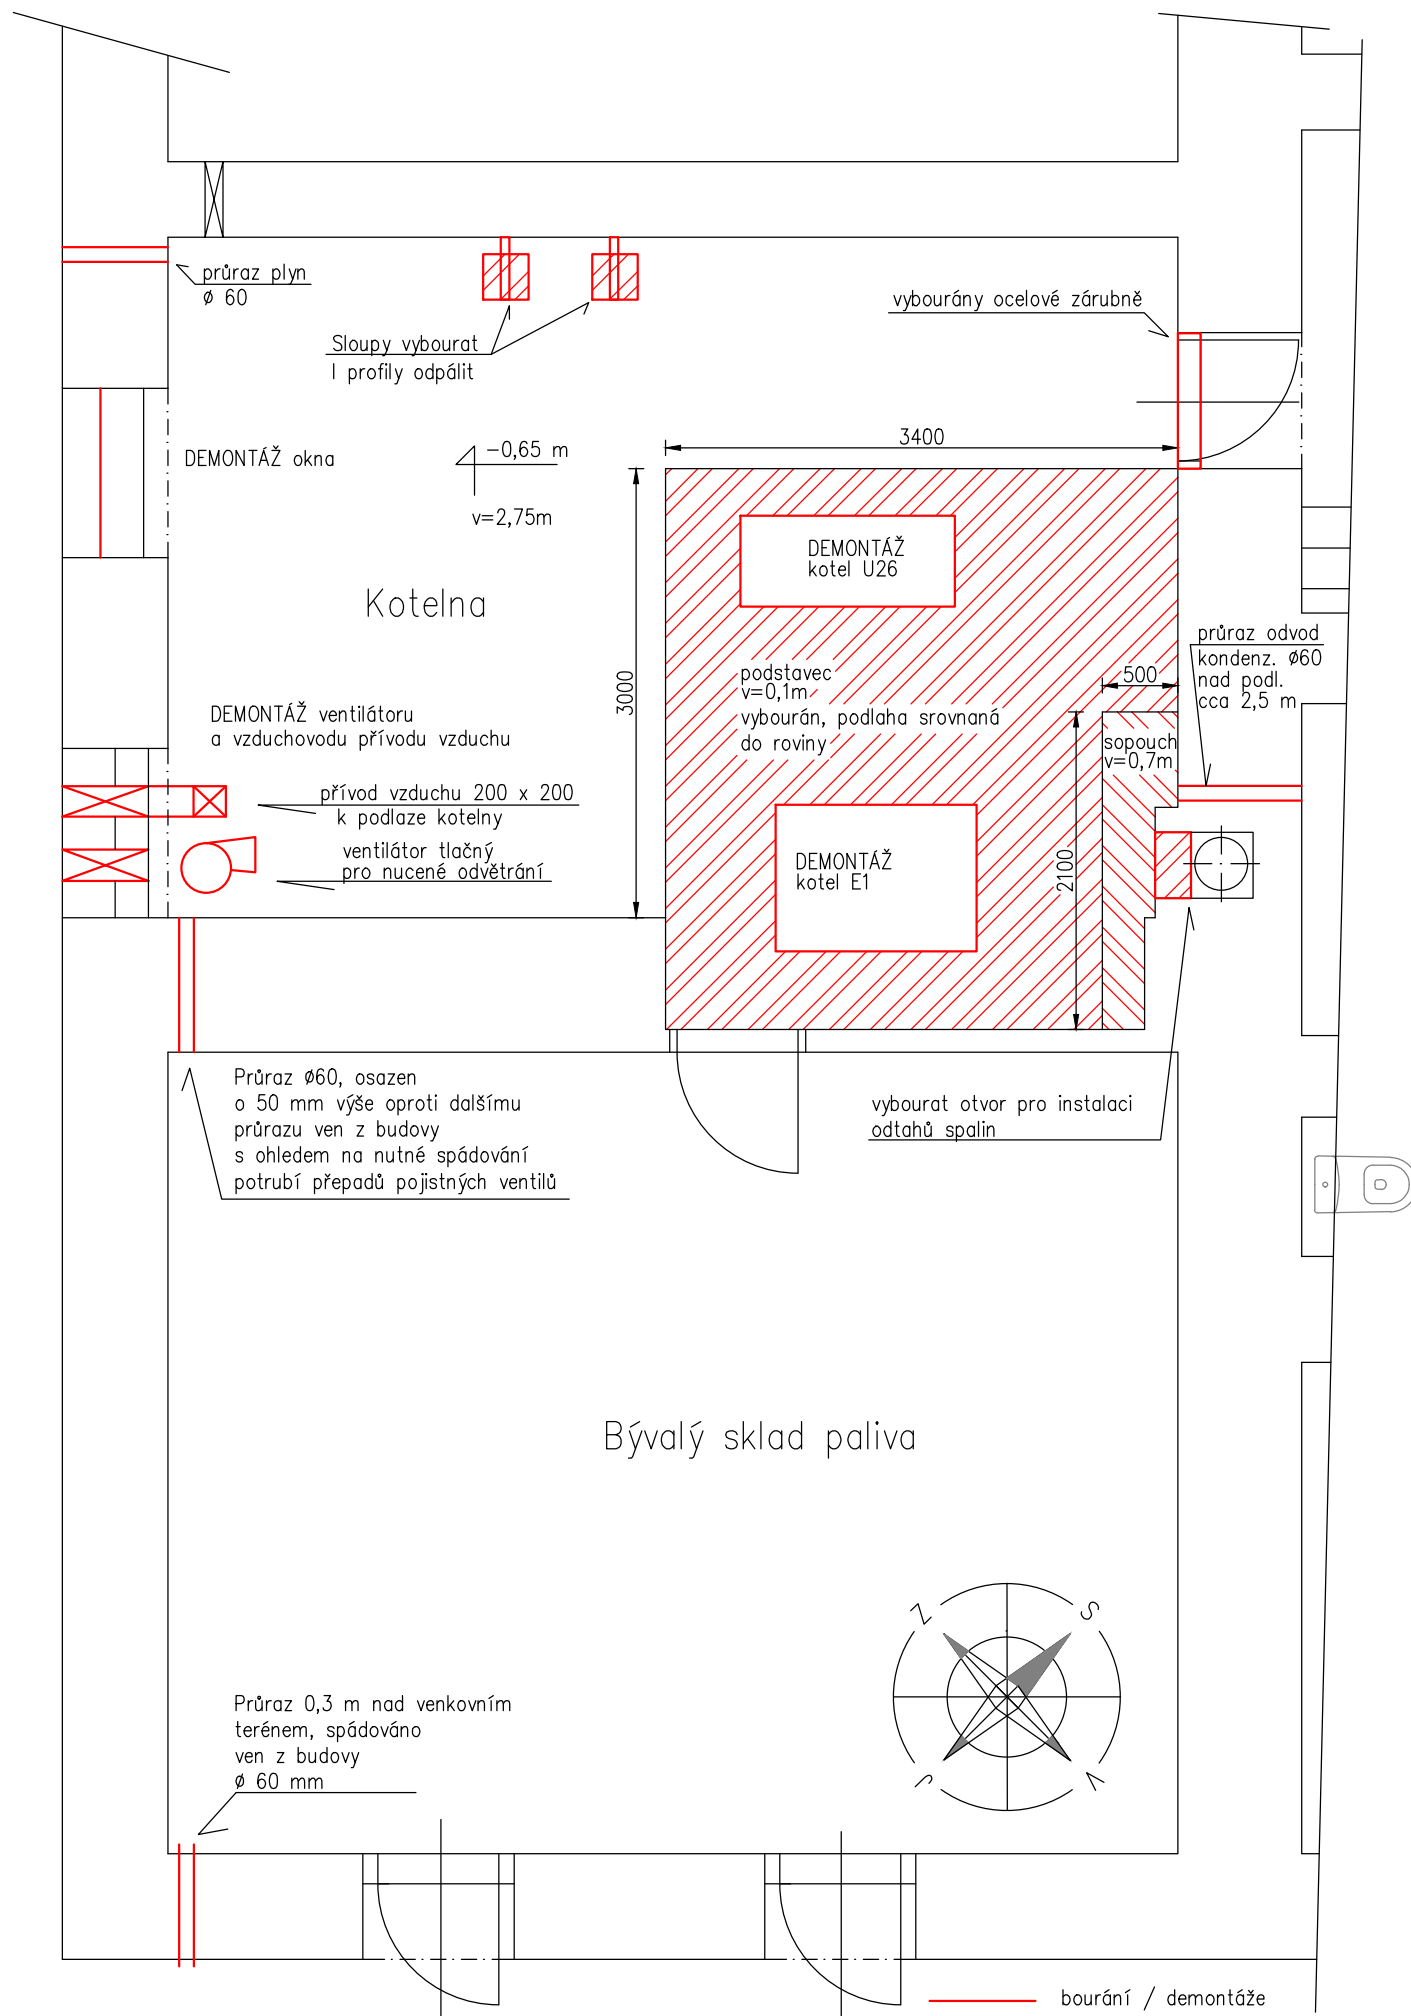 průraz plyn
ø 60
Sloupy vybourat
I profily odpálit
vybourány ocelové zárubně
3400
DEMONTÁŽ okna
-0,65 m
v=2,75m
DEMONTÁŽ
kotel U26
Kotelna
3000
průraz odvod
kondenz. ø60
nad podl.
cca 2,5 m
podstavec
v=0,1m
vybourán, podlaha srovnaná
do roviny
500
sopouch
v=0,7m
DEMONTÁŽ ventilátoru
a vzduchovodu přívodu vzduchu
přívod vzduchu 200 x 200
k podlaze kotelny
ventilátor tlačný
pro nucené odvětrání
DEMONTÁŽ
kotel E1
2100
Průraz ø60, osazen
o 50 mm výše oproti dalšímu
průrazu ven z budovy
s ohledem na nutné spádování
potrubí přepadů pojistných ventilů
vybourat otvor pro instalaci
odtahů spalin
Bývalý sklad paliva
Z
S
J
V
Průraz 0,3 m nad venkovním
terénem, spádováno
ven z budovy
ø 60 mm
bourání / demontáže